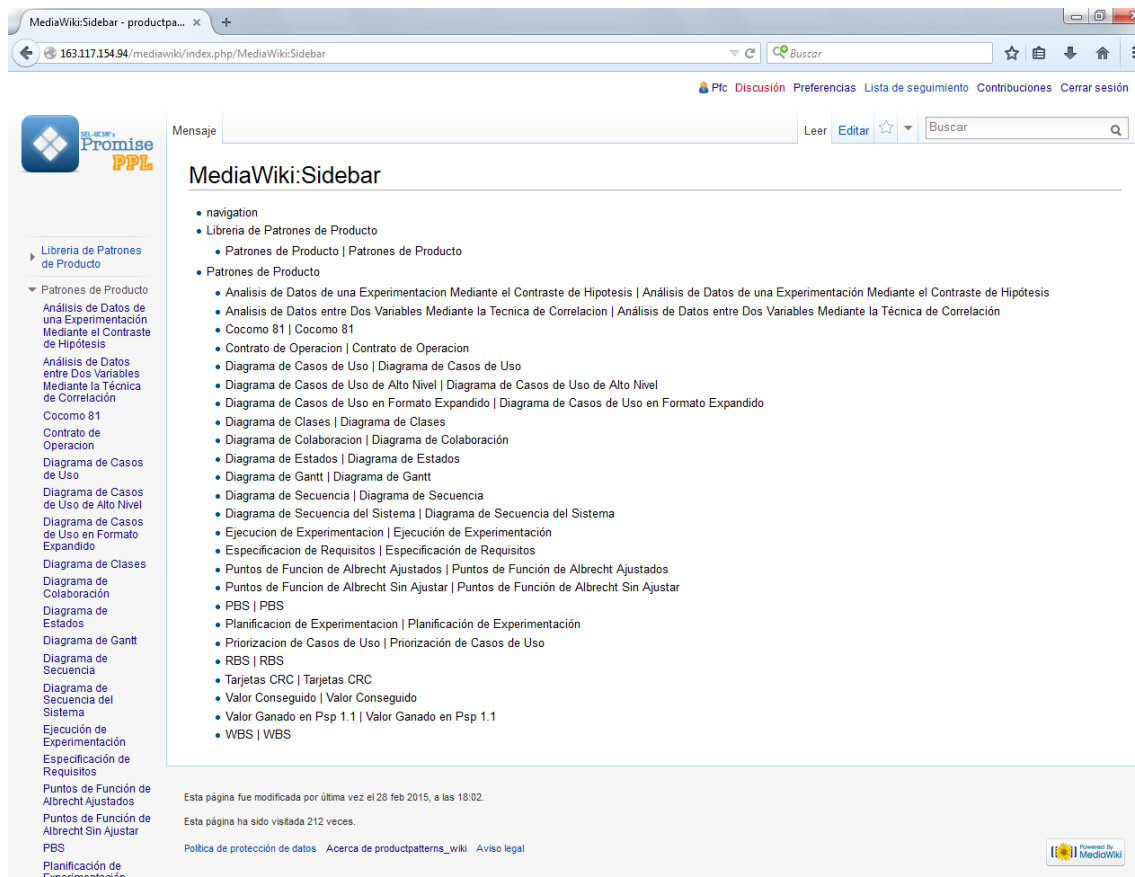 MediaWiki:Sidebar - productpa...
163.117.154.94/mediawiki/index.php/MediaWiki:Sidebar
Buscar
Pfc Discusión Preferencias Lista de seguimiento Contribuciones Cerrar sesión
SEL-UC3M's
Promise
PPL
Mensaje
Leer Editar
Buscar
MediaWiki:Sidebar
navigation
Libreria de Patrones de Producto
Patrones de Producto | Patrones de Producto
Patrones de Producto
Analisis de Datos de una Experimentacion Mediante el Contraste de Hipotesis | Análisis de Datos de una Experimentación Mediante el Contraste de Hipótesis
Analisis de Datos entre Dos Variables Mediante la Tecnica de Correlacion | Análisis de Datos entre Dos Variables Mediante la Técnica de Correlación
Cocomo 81 | Cocomo 81
Contrato de Operacion | Contrato de Operacion
Diagrama de Casos de Uso | Diagrama de Casos de Uso
Diagrama de Casos de Uso de Alto Nivel | Diagrama de Casos de Uso de Alto Nivel
Diagrama de Casos de Uso en Formato Expandido | Diagrama de Casos de Uso en Formato Expandido
Diagrama de Clases | Diagrama de Clases
Diagrama de Colaboracion | Diagrama de Colaboración
Diagrama de Estados | Diagrama de Estados
Diagrama de Gantt | Diagrama de Gantt
Diagrama de Secuencia | Diagrama de Secuencia
Diagrama de Secuencia del Sistema | Diagrama de Secuencia del Sistema
Ejecucion de Experimentacion | Ejecución de Experimentación
Especificacion de Requisitos | Especificación de Requisitos
Puntos de Funcion de Albrecht Ajustados | Puntos de Función de Albrecht Ajustados
Puntos de Funcion de Albrecht Sin Ajustar | Puntos de Función de Albrecht Sin Ajustar
PBS | PBS
Planificacion de Experimentacion | Planificación de Experimentación
Priorizacion de Casos de Uso | Priorización de Casos de Uso
RBS | RBS
Tarjetas CRC | Tarjetas CRC
Valor Conseguido | Valor Conseguido
Valor Ganado en Psp 1.1 | Valor Ganado en Psp 1.1
WBS | WBS
Libreria de Patrones
de Producto
Patrones de Producto
Análisis de Datos de
una Experimentación
Mediante el Contraste
de Hipótesis
Análisis de Datos
entre Dos Variables
Mediante la Técnica
de Correlación
Cocomo 81
Contrato de
Operacion
Diagrama de Casos
de Uso
Diagrama de Casos
de Uso de Alto Nivel
Diagrama de Casos
de Uso en Formato
Expandido
Diagrama de Clases
Diagrama de
Colaboración
Diagrama de
Estados
Diagrama de Gantt
Diagrama de
Secuencia
Diagrama de
Secuencia del
Sistema
Ejecución de
Experimentación
Especificación de
Requisitos
Puntos de Función de
Albrecht Ajustados
Puntos de Función de
Albrecht Sin Ajustar
PBS
Planificación de
Experimentación
Esta página fue modificada por última vez el 28 feb 2015, a las 18:02.
Esta página ha sido visitada 212 veces.
Política de protección de datos Acerca de productpatterns_wiki Aviso legal
Powered By
MediaWiki